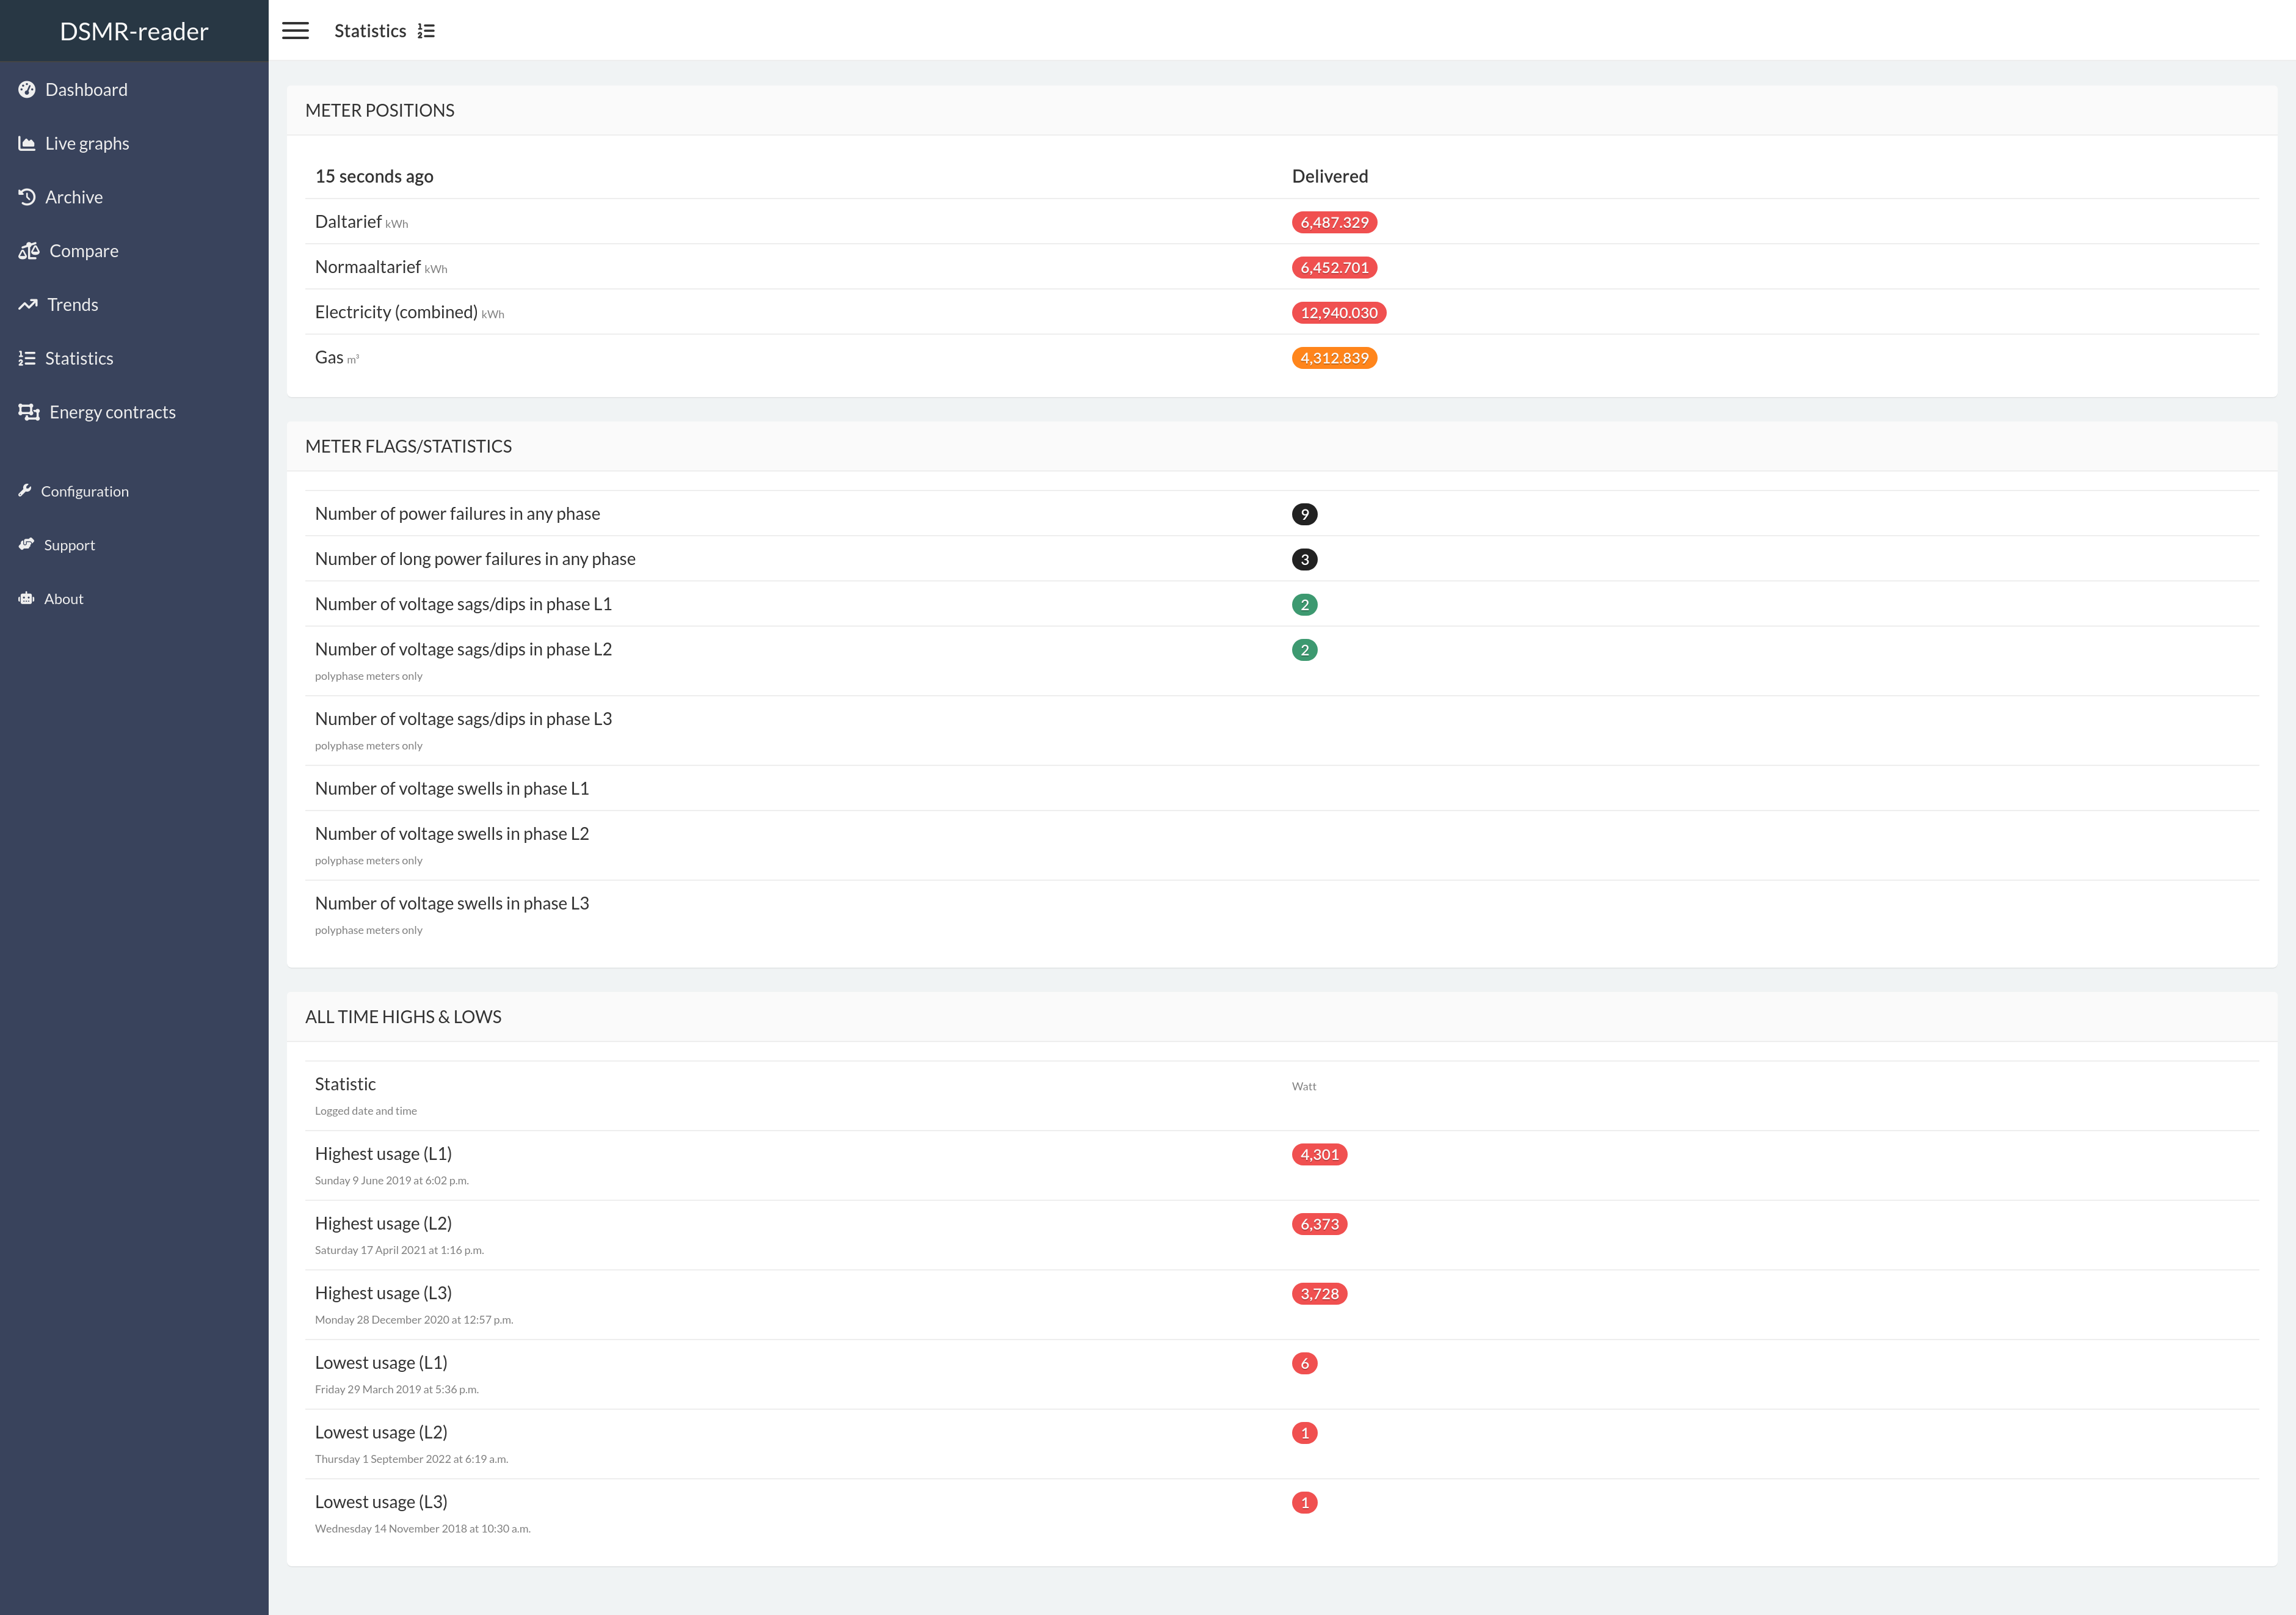 DSMR-reader
Statistics
Dashboard
Live graphs
Archive
Compare
Trends
Statistics
Energy contracts
Configuration
Support
About
METER POSITIONS
15 seconds ago Delivered
Daltarief kWh 6,487.329
Normaaltarief kWh 6,452.701
Electricity (combined) kWh 12,940.030
Gas m³ 4,312.839
METER FLAGS/STATISTICS
Number of power failures in any phase 9
Number of long power failures in any phase 3
Number of voltage sags/dips in phase L1 2
Number of voltage sags/dips in phase L2 2
polyphase meters only
Number of voltage sags/dips in phase L3
polyphase meters only
Number of voltage swells in phase L1
Number of voltage swells in phase L2
polyphase meters only
Number of voltage swells in phase L3
polyphase meters only
ALL TIME HIGHS & LOWS
Statistic Watt
Logged date and time
Highest usage (L1) 4,301
Sunday 9 June 2019 at 6:02 p.m.
Highest usage (L2) 6,373
Saturday 17 April 2021 at 1:16 p.m.
Highest usage (L3) 3,728
Monday 28 December 2020 at 12:57 p.m.
Lowest usage (L1) 6
Friday 29 March 2019 at 5:36 p.m.
Lowest usage (L2) 1
Thursday 1 September 2022 at 6:19 a.m.
Lowest usage (L3) 1
Wednesday 14 November 2018 at 10:30 a.m.